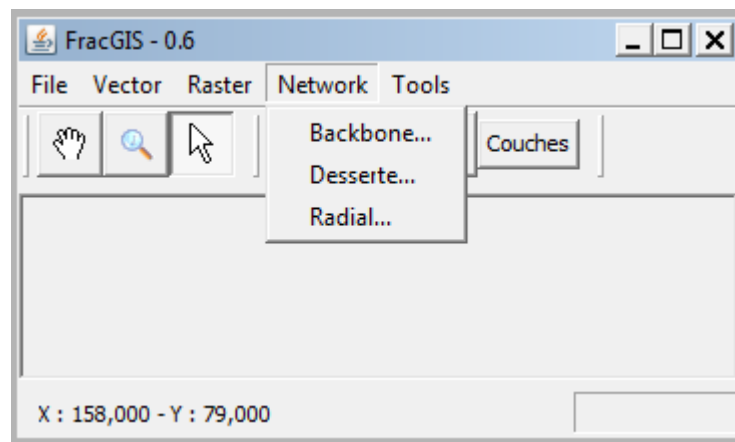 FracGIS - 0.6
File Vector Raster Network Tools
Backbone...
Couches
Desserte...
Radial...
X : 158,000 - Y : 79,000